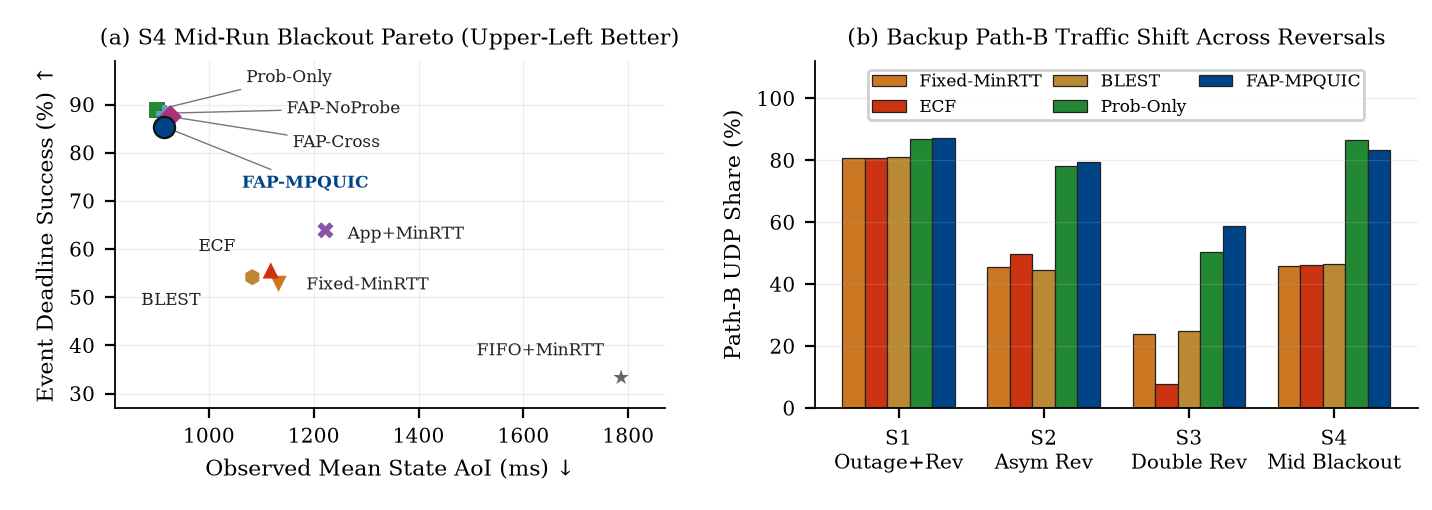 (a) S4 Mid-Run Blackout Pareto (Upper-Left Better)
Event Deadline Success (%) ↑
90
80
70
60
50
40
30
Prob-Only
FAP-NoProbe
FAP-Cross
FAP-MPQUIC
App+MinRTT
ECF
Fixed-MinRTT
BLEST
FIFO+MinRTT
1000 1200 1400 1600 1800
Observed Mean State AoI (ms) ↓
(b) Backup Path-B Traffic Shift Across Reversals
Path-B UDP Share (%)
100
80
60
40
20
0
Fixed-MinRTT BLEST FAP-MPQUIC
ECF Prob-Only
S1 S2 S3 S4
Outage+Rev Asym Rev Double Rev Mid Blackout